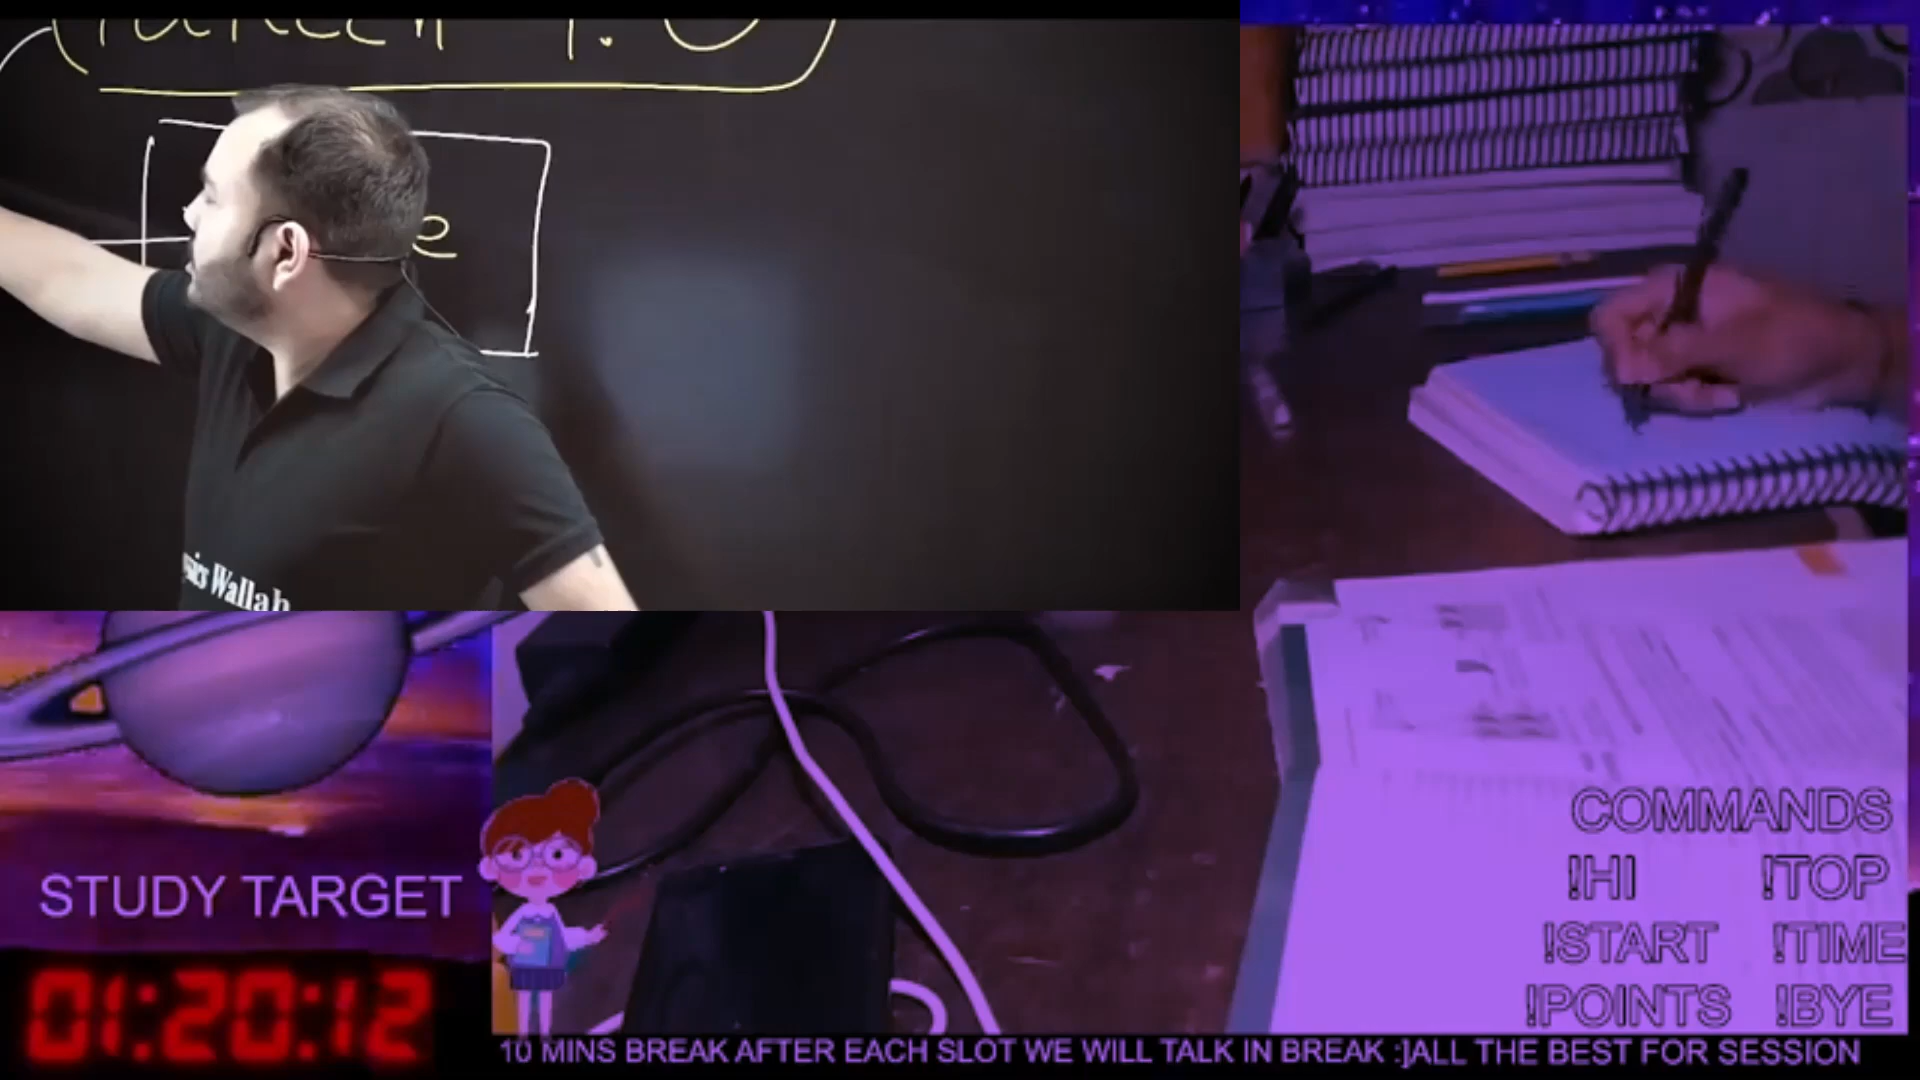 Wallah
STUDY TARGET
01:20:12
COMMANDS
!HI !TOP
!START !TIME
!POINTS !BYE
10 MINS BREAK AFTER EACH SLOT WE WILL TALK IN BREAK :]ALL THE BEST FOR SESSION